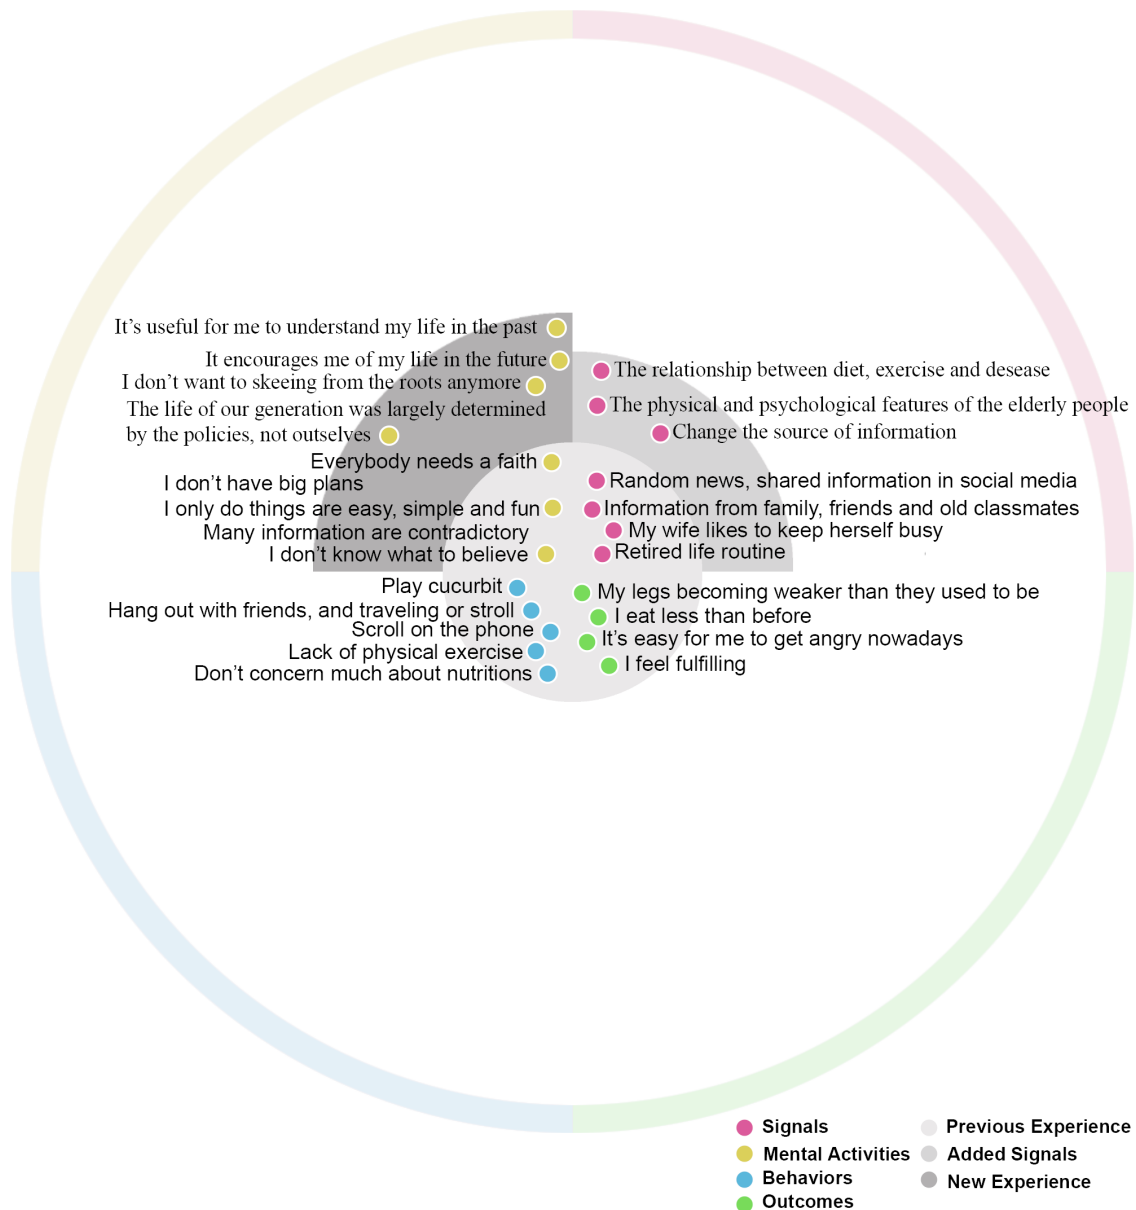 It’s useful for me to understand my life in the past
It encourages me of my life in the future
I don’t want to skeeing from the roots anymore
The life of our generation was largely determined
by the policies, not outselves
Everybody needs a faith
I don’t have big plans
I only do things are easy, simple and fun
Many information are contradictory
I don’t know what to believe
The relationship between diet, exercise and desease
The physical and psychological features of the elderly people
Change the source of information
Random news, shared information in social media
Information from family, friends and old classmates
My wife likes to keep herself busy
Retired life routine
Play cucurbit
Hang out with friends, and traveling or stroll
Scroll on the phone
Lack of physical exercise
Don’t concern much about nutritions
My legs becoming weaker than they used to be
I eat less than before
It’s easy for me to get angry nowadays
I feel fulfilling
Signals
Mental Activities
Behaviors
Outcomes
Previous Experience
Added Signals
New Experience